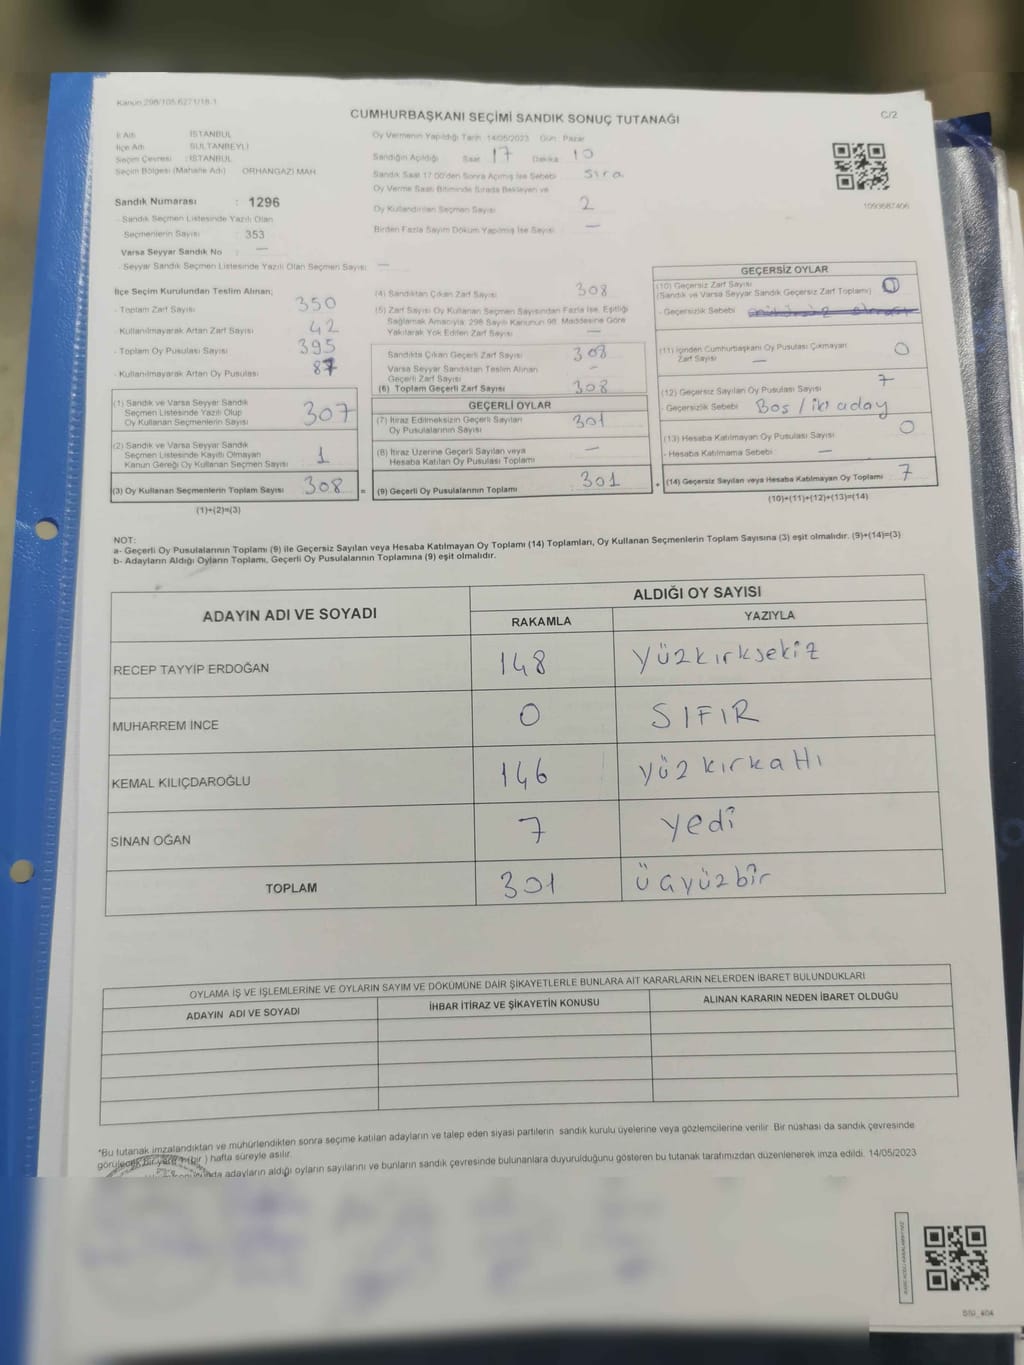 Kanun 298/105,6271/18-1
CUMHURBAŞKANI SEÇİMİ SANDIK SONUÇ TUTANAĞI
C/2
İl Adı : İSTANBUL
İlçe Adı : SULTANBEYLİ
Seçim Çevresi : İSTANBUL
Seçim Bölgesi (Mahalle Adı) ORHANGAZİ MAH.
Sandık Numarası : 1296
- Sandık Seçmen Listesinde Yazılı Olan
Seçmenlerin Sayısı : 353
Varsa Seyyar Sandık No : —
- Seyyar Sandık Seçmen Listesinde Yazılı Olan Seçmen Sayısı: —
Oy Vermenin Yapıldığı Tarih :14/05/2023 Gün : Pazar
Sandığın Açıldığı Saat 17 Dakika 10
Sandık Saat 17:00'den Sonra Açılmış İse Sebebi Sıra
Oy Verme Saati Bitiminde Sırada Bekleyen ve
Oy Kullandırılan Seçmen Sayısı 2
Birden Fazla Sayım Döküm Yapılmış İse Sayısı —
1093687406
İlçe Seçim Kurulundan Teslim Alınan;
- Toplam Zarf Sayısı 350
- Kullanılmayarak Artan Zarf Sayısı 42
- Toplam Oy Pusulası Sayısı 395
- Kullanılmayarak Artan Oy Pusulası 87
(1) Sandık ve Varsa Seyyar Sandık
Seçmen Listesinde Yazılı Olup
Oy Kullanan Seçmenlerin Sayısı 307
(2) Sandık ve Varsa Seyyar Sandık
Seçmen Listesinde Kayıtlı Olmayan
Kanun Gereği Oy Kullanan Seçmen Sayısı 1
(3) Oy Kullanan Seçmenlerin Toplam Sayısı 308
(1)+(2)=(3)
(4) Sandıktan Çıkan Zarf Sayısı 308
(5) Zarf Sayısı Oy Kullanan Seçmen Sayısından Fazla İse, Eşitliği
Sağlamak Amacıyla; 298 Sayılı Kanunun 98. Maddesine Göre
Yakılarak Yok Edilen Zarf Sayısı —
Sandıkta Çıkan Geçerli Zarf Sayısı 308
Varsa Seyyar Sandıktan Teslim Alınan
Geçerli Zarf Sayısı —
(6) Toplam Geçerli Zarf Sayısı 308
GEÇERLİ OYLAR
(7) İtiraz Edilmeksizin Geçerli Sayılan
Oy Pusulalarının Sayısı 301
(8) İtiraz Üzerine Geçerli Sayılan veya
Hesaba Katılan Oy Pusulası Toplamı —
= (9) Geçerli Oy Pusulalarının Toplamı 301
GEÇERSİZ OYLAR
(10) Geçersiz Zarf Sayısı
(Sandık ve Varsa Seyyar Sandık Geçersiz Zarf Toplamı)
- Geçersizlik Sebebi
(11) İçinden Cumhurbaşkanı Oy Pusulası Çıkmayan
Zarf Sayısı — 0
(12) Geçersiz Sayılan Oy Pusulası Sayısı 7
- Geçersizlik Sebebi Boş / iki aday
(13) Hesaba Katılmayan Oy Pusulası Sayısı 0
- Hesaba Katılmama Sebebi —
+ (14) Geçersiz Sayılan veya Hesaba Katılmayan Oy Toplamı 7
(10)+(11)+(12)+(13)=(14)
NOT:
a- Geçerli Oy Pusulalarının Toplamı (9) ile Geçersiz Sayılan veya Hesaba Katılmayan Oy Toplamı (14) Toplamları, Oy Kullanan Seçmenlerin Toplam Sayısına (3) eşit olmalıdır. (9)+(14)=(3)
b- Adayların Aldığı Oyların Toplamı, Geçerli Oy Pusulalarının Toplamına (9) eşit olmalıdır.
ADAYIN ADI VE SOYADI ALDIĞI OY SAYISI
RAKAMLA YAZIYLA
RECEP TAYYİP ERDOĞAN 148 yüzkırksekiz
MUHARREM İNCE 0 SIFIR
KEMAL KILIÇDAROĞLU 146 yüzkırkaltı
SİNAN OĞAN 7 yedi
TOPLAM 301 üçyüzbir
OYLAMA İŞ VE İŞLEMLERİNE VE OYLARIN SAYIM VE DÖKÜMÜNE DAİR ŞİKAYETLERLE BUNLARA AİT KARARLARIN NELERDEN İBARET BULUNDUKLARI
ADAYIN ADI VE SOYADI İHBAR İTİRAZ VE ŞİKAYETİN KONUSU ALINAN KARARIN NEDEN İBARET OLDUĞU
*Bu tutanak imzalandıktan ve mühürlendikten sonra seçime katılan adayların ve talep eden siyasi partilerin sandık kurulu üyelerine veya gözlemcilerine verilir. Bir nüshası da sandık çevresinde
görülecek bir yere 1 (bir ) hafta süreyle asılır.
adayların aldığı oyların sayılarını ve bunların sandık çevresinde bulunanlara duyurulduğunu gösteren bu tutanak tarafımızdan düzenlenerek imza edildi. 14/05/2023